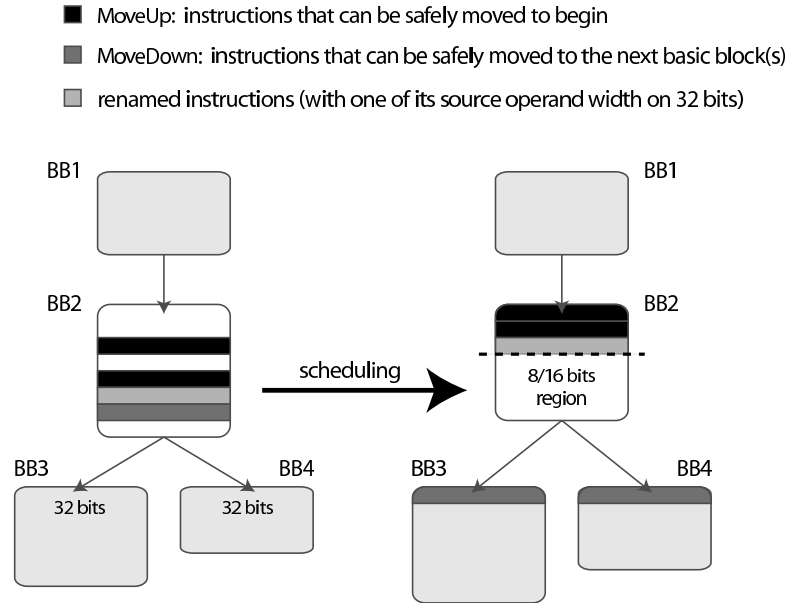 MoveUp: instructions that can be safely moved to begin
MoveDown: instructions that can be safely moved to the next basic block(s)
renamed instructions (with one of its source operand width on 32 bits)
BB1
BB1
BB2
BB2
scheduling
8/16 bits
region
BB3
BB4
BB3
BB4
32 bits
32 bits